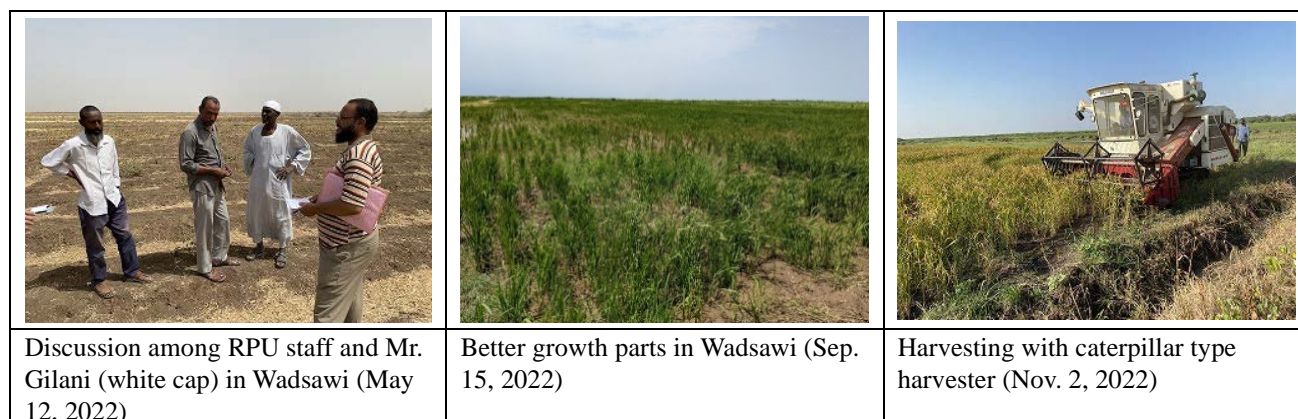 Discussion among RPU staff and Mr.
Gilani (white cap) in Wadsawi (May
12, 2022)
Better growth parts in Wadsawi (Sep.
15, 2022)
Harvesting with caterpillar type
harvester (Nov. 2, 2022)